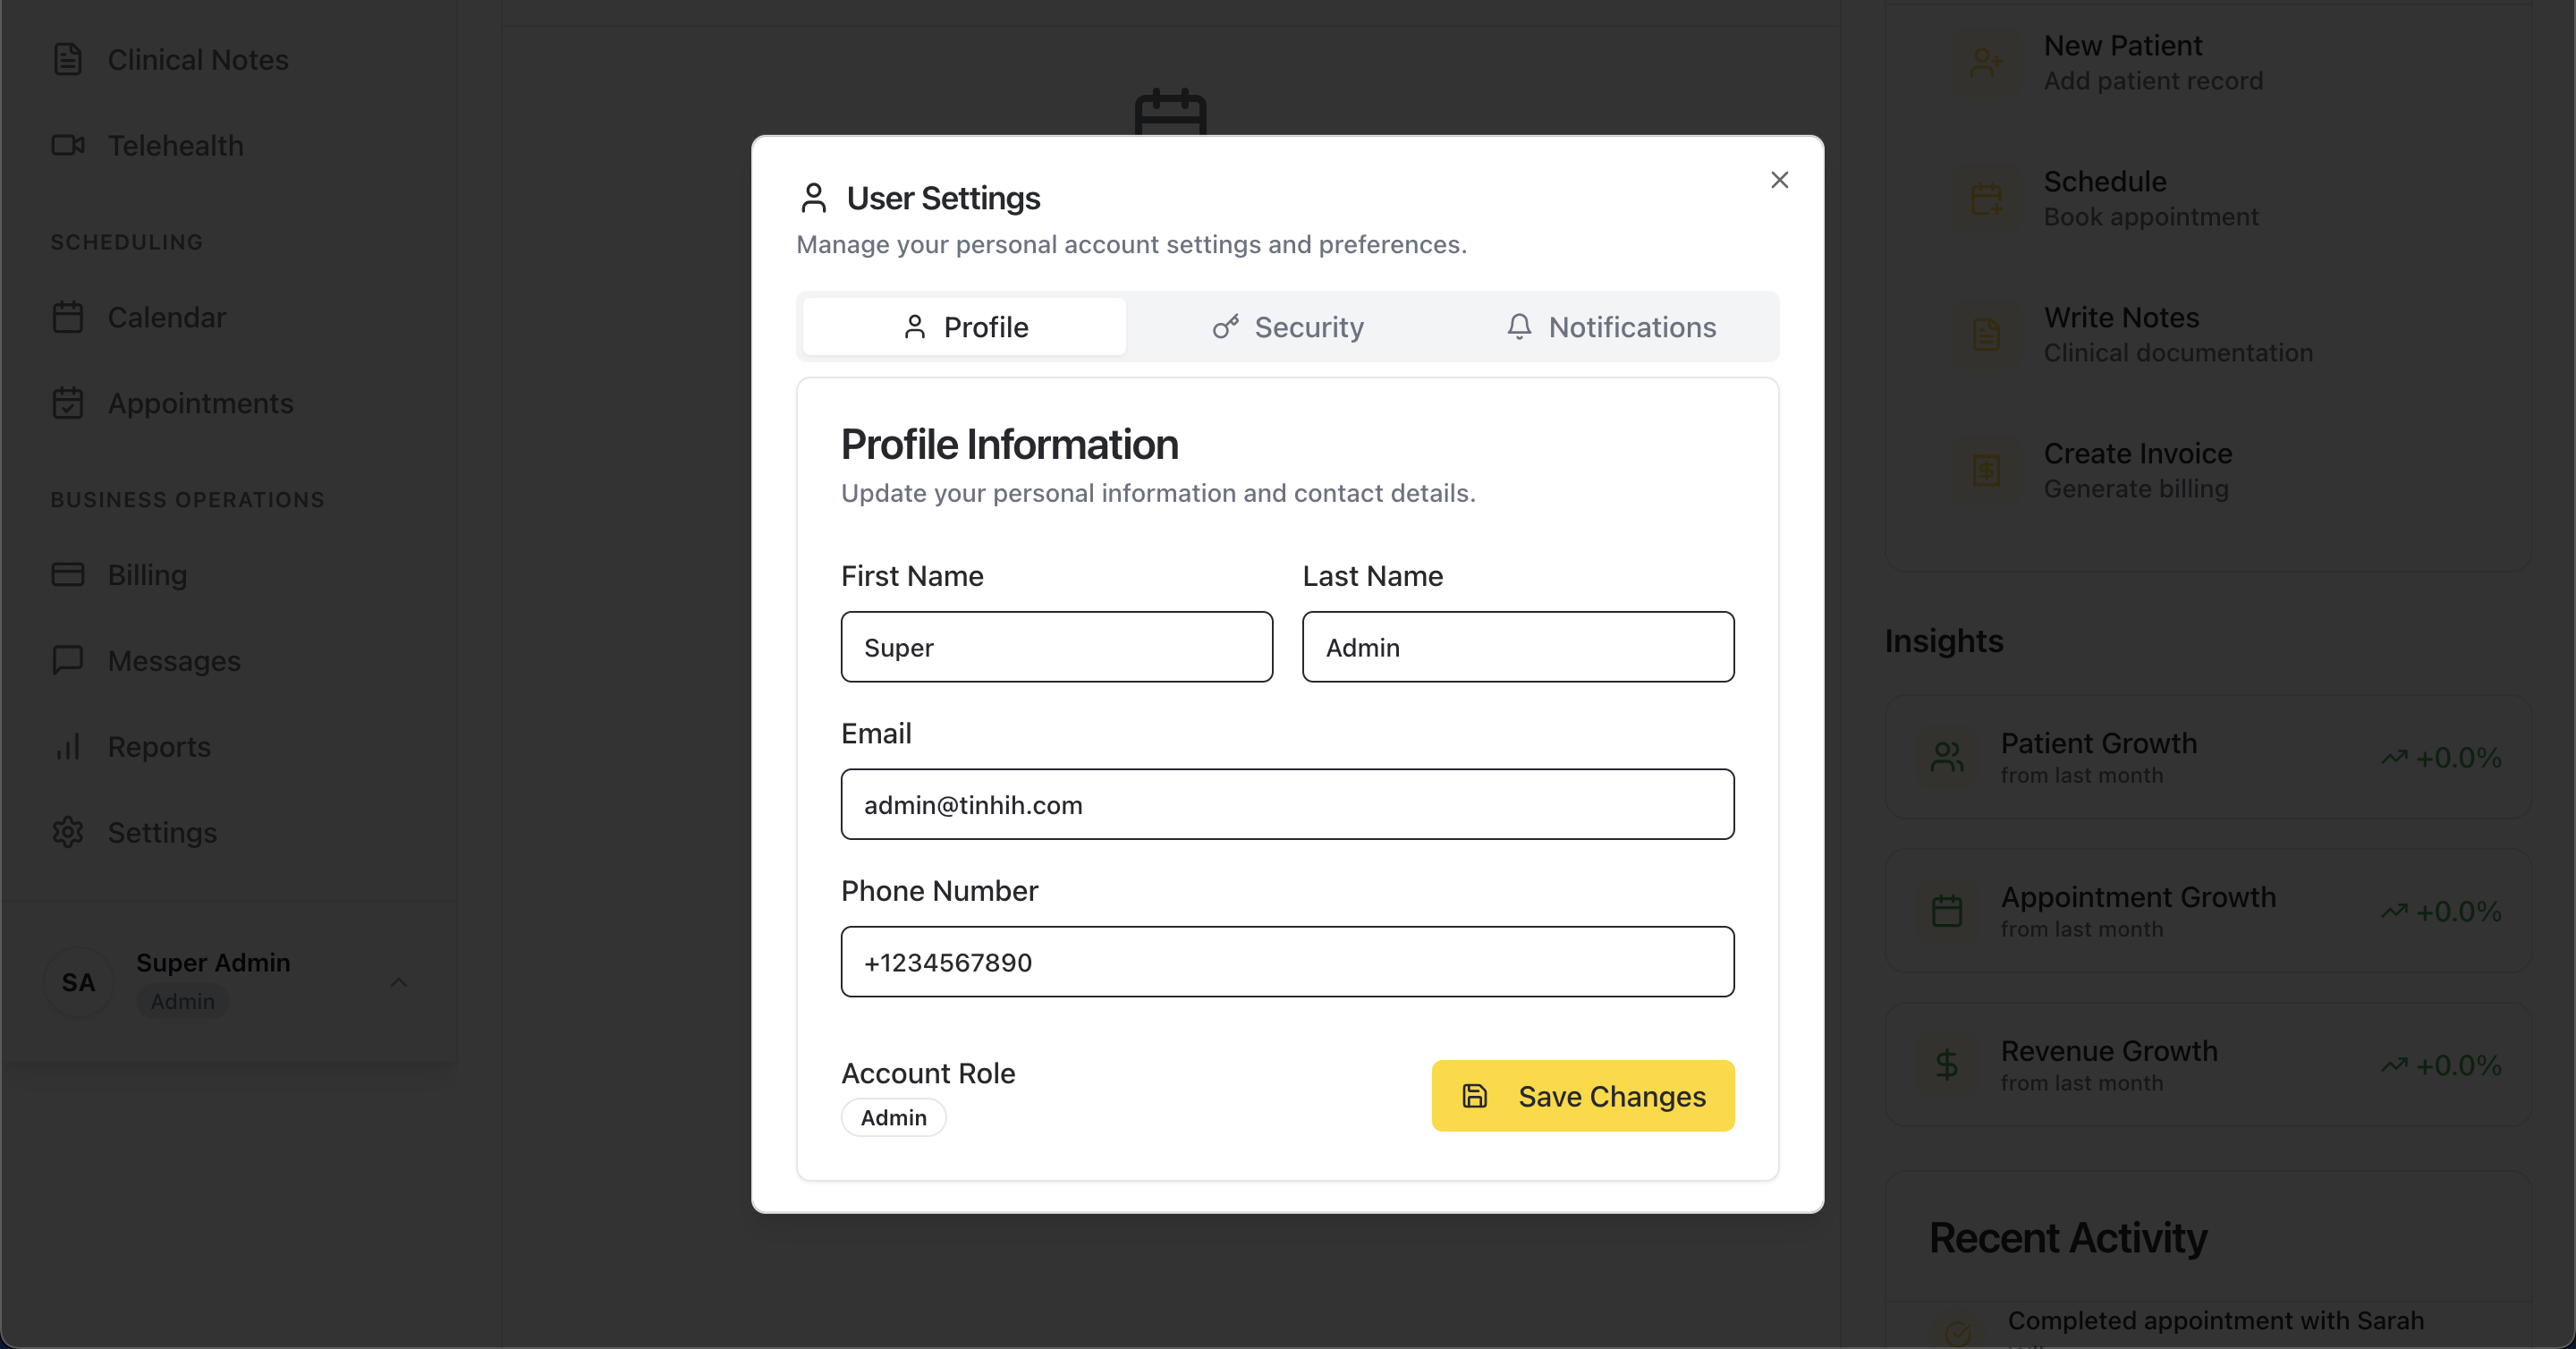 Clinical Notes
Telehealth
SCHEDULING
Calendar
Appointments
BUSINESS OPERATIONS
Billing
Messages
Reports
Settings
SA
Super Admin
Admin
User Settings
Manage your personal account settings and preferences.
Profile
Security
Notifications
Profile Information
Update your personal information and contact details.
First Name
Last Name
Super
Admin
Email
admin@tinhih.com
Phone Number
+1234567890
Account Role
Admin
Save Changes
New Patient
Add patient record
Schedule
Book appointment
Write Notes
Clinical documentation
Create Invoice
Generate billing
Insights
Patient Growth
from last month
+0.0%
Appointment Growth
from last month
+0.0%
Revenue Growth
from last month
+0.0%
Recent Activity
Completed appointment with Sarah